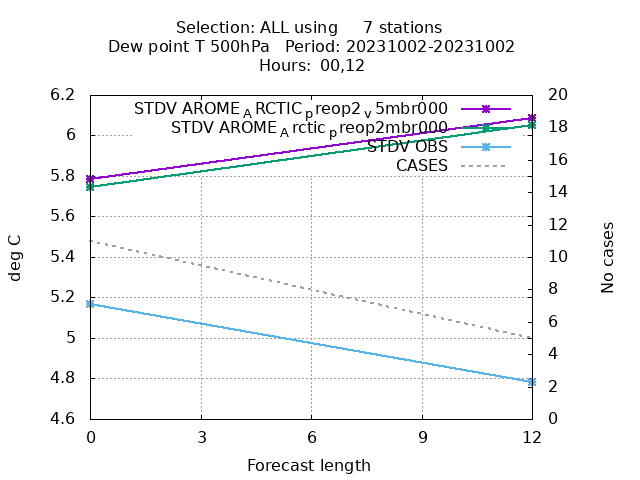 Selection: ALL using     7 stations
Dew point T 500hPa   Period: 20231002-20231002
Hours: 00,12
STDV AROME_ARCTIC_preop2_v5mbr000
STDV AROME_Arctic_preop2mbr000
STDV OBS
CASES
6.2
6
5.8
5.6
5.4
5.2
5
4.8
4.6
deg C
20
18
16
14
12
10
8
6
4
2
0
No cases
0 3 6 9 12
Forecast length